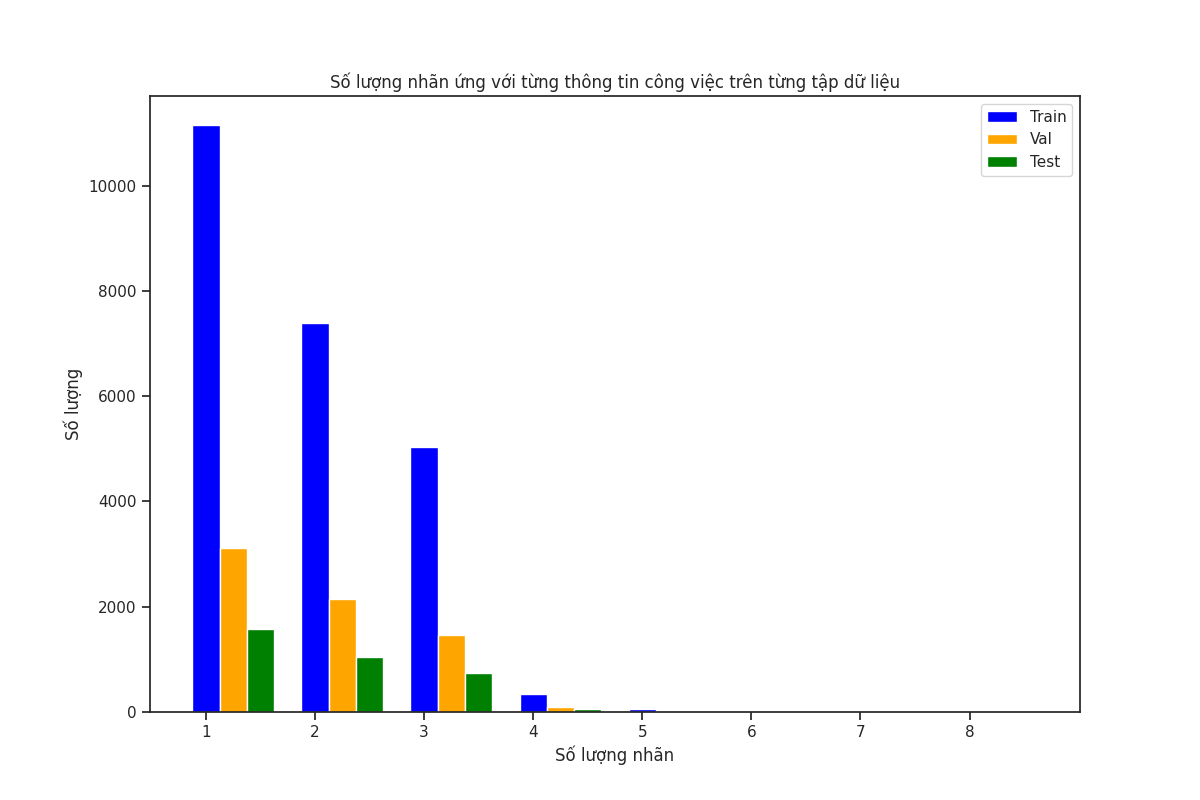 Số lượng nhãn ứng với từng thông tin công việc trên từng tập dữ liệu
Train
Val
Test
10000
8000
6000
4000
2000
0
Số lượng
1 2 3 4 5 6 7 8
Số lượng nhãn